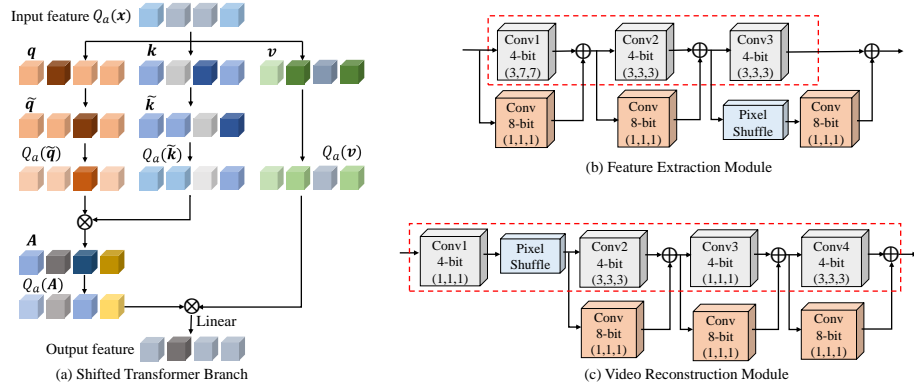 Input feature Qₐ(x)
q
k
v
q̃
k̃
Qₐ(q̃)
Qₐ(k̃)
Qₐ(v)
A
Qₐ(A)
Linear
Output feature
(a) Shifted Transformer Branch
Conv1
4-bit
(3,7,7)
Conv2
4-bit
(3,3,3)
Conv3
4-bit
(3,3,3)
Conv
8-bit
(1,1,1)
Conv
8-bit
(1,1,1)
Pixel
Shuffle
Conv
8-bit
(1,1,1)
(b) Feature Extraction Module
Conv1
4-bit
(1,1,1)
Pixel
Shuffle
Conv2
4-bit
(3,3,3)
Conv3
4-bit
(1,1,1)
Conv4
4-bit
(3,3,3)
Conv
8-bit
(1,1,1)
Conv
8-bit
(1,1,1)
Conv
8-bit
(1,1,1)
(c) Video Reconstruction Module